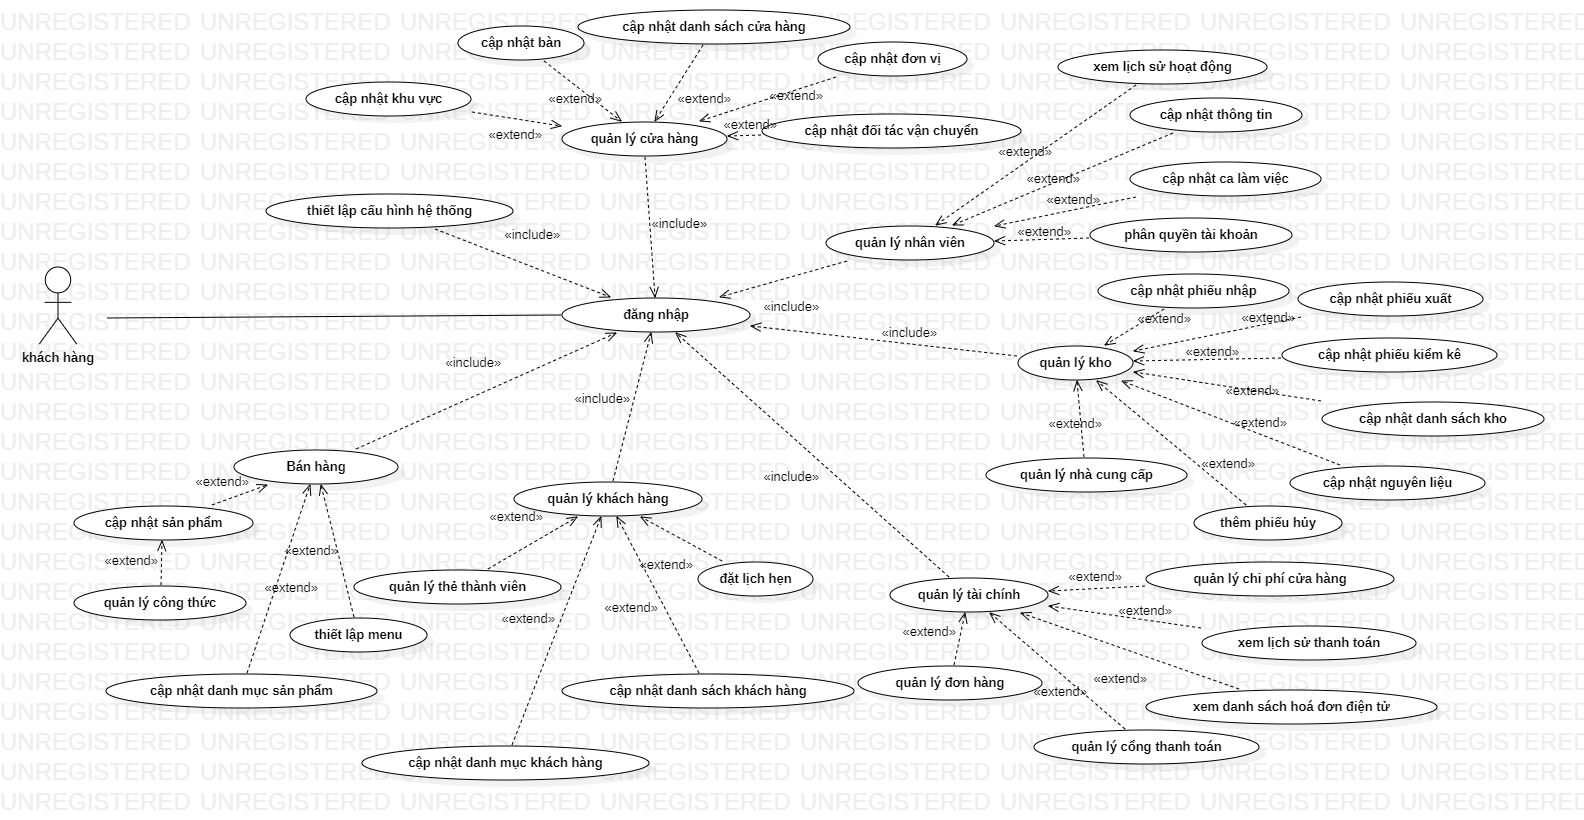 cập nhật danh sách cửa hàng
cập nhật bàn
cập nhật đơn vị
xem lịch sử hoạt động
cập nhật khu vực
«extend»
«extend»
«extend»
cập nhật thông tin
«extend»
«extend»
quản lý cửa hàng
cập nhật đối tác vận chuyển
«extend»
«extend»
cập nhật ca làm việc
«extend»
thiết lập cấu hình hệ thống
«include»
«include»
quản lý nhân viên
«extend»
phân quyền tài khoản
cập nhật phiếu nhập
cập nhật phiếu xuất
«include»
đăng nhập
«extend»
«extend»
«include»
khách hàng
«include»
quản lý kho
«extend»
cập nhật phiếu kiểm kê
«include»
«extend»
cập nhật danh sách kho
«extend»
«extend»
Bán hàng
«extend»
«extend»
quản lý khách hàng
«include»
quản lý nhà cung cấp
cập nhật nguyên liệu
cập nhật sản phẩm
«extend»
thêm phiếu hủy
«extend»
«extend»
«extend»
đặt lịch hẹn
«extend»
quản lý chi phí cửa hàng
quản lý công thức
«extend»
quản lý thẻ thành viên
quản lý tài chính
«extend»
«extend»
«extend»
thiết lập menu
«extend»
xem lịch sử thanh toán
cập nhật danh mục sản phẩm
cập nhật danh sách khách hàng
quản lý đơn hàng
«extend»
«extend»
xem danh sách hoá đơn điện tử
cập nhật danh mục khách hàng
quản lý cổng thanh toán
UNREGISTERED